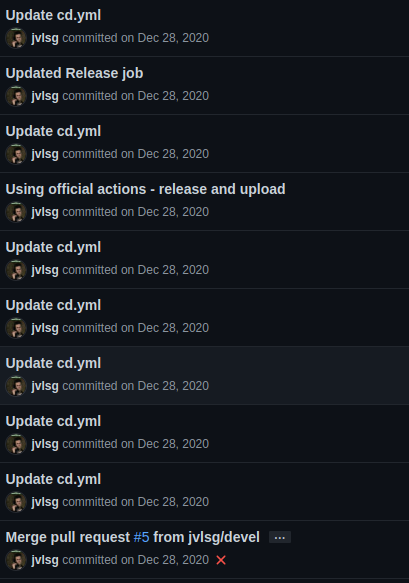 Update cd.yml
jvlsg committed on Dec 28, 2020
Updated Release job
jvlsg committed on Dec 28, 2020
Update cd.yml
jvlsg committed on Dec 28, 2020
Using official actions - release and upload
jvlsg committed on Dec 28, 2020
Update cd.yml
jvlsg committed on Dec 28, 2020
Update cd.yml
jvlsg committed on Dec 28, 2020
Update cd.yml
jvlsg committed on Dec 28, 2020
Update cd.yml
jvlsg committed on Dec 28, 2020
Update cd.yml
jvlsg committed on Dec 28, 2020
Merge pull request #5 from jvlsg/devel ...
jvlsg committed on Dec 28, 2020 ✕